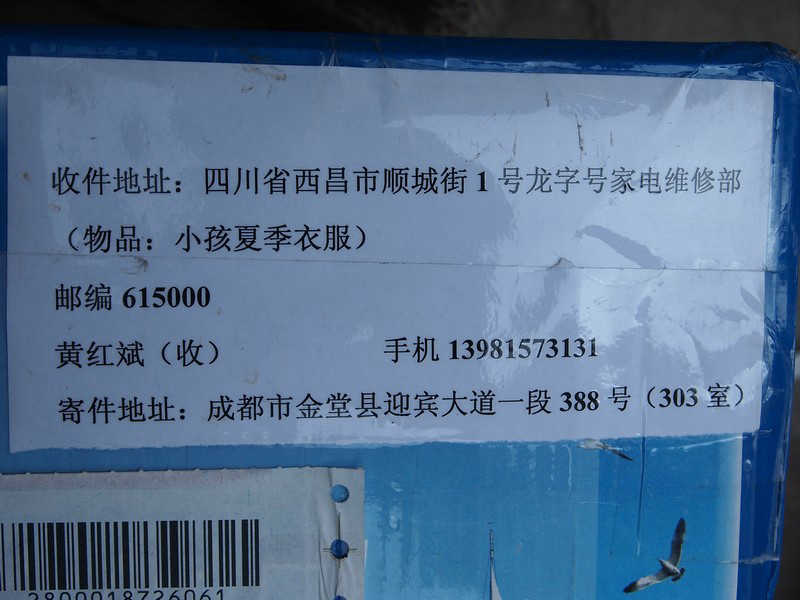 收件地址：四川省西昌市顺城街 1 号龙字号家电维修部
（物品：小孩夏季衣服）
邮编 615000
黄红斌（收） 手机 13981573131
寄件地址：成都市金堂县迎宾大道一段 388 号（303 室）
2800018726061